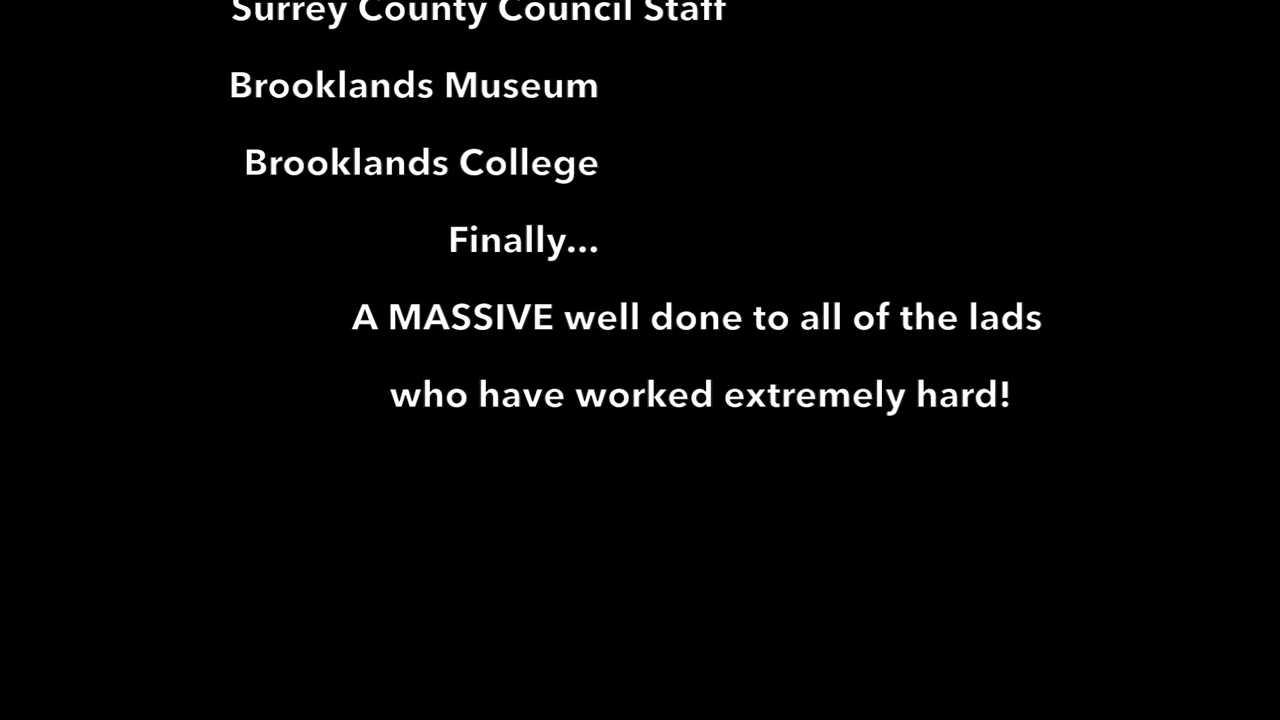 Surrey County Council Staff
Brooklands Museum
Brooklands College
Finally...
A MASSIVE well done to all of the lads
who have worked extremely hard!